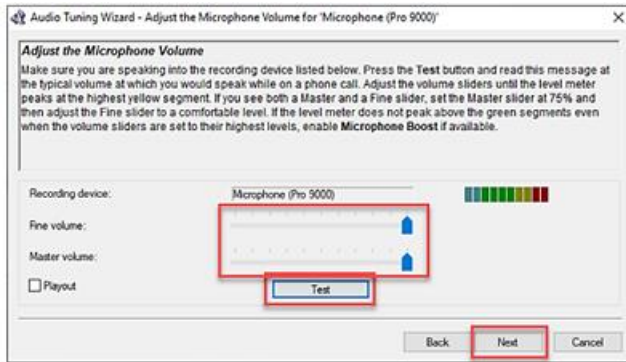 Audio Tuning Wizard - Adjust the Microphone Volume for 'Microphone (Pro 9000)'
Adjust the Microphone Volume
Make sure you are speaking into the recording device listed below. Press the Test button and read this message at
the typical volume at which you would speak while on a phone call. Adjust the volume sliders until the level meter
peaks at the highest yellow segment. If you see both a Master and a Fine slider, set the Master slider at 75% and
then adjust the Fine slider to a comfortable level. If the level meter does not peak above the green segments even
when the volume sliders are set to their highest levels, enable Microphone Boost if available.
Recording device:
Microphone (Pro 9000)
Fine volume:
Master volume:
Playout
Test
Back
Next
Cancel